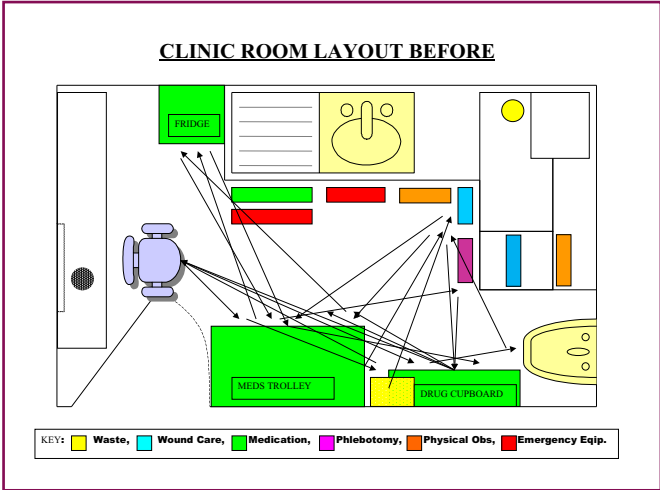 CLINIC ROOM LAYOUT BEFORE
FRIDGE
MEDS TROLLEY
DRUG CUPBOARD
KEY: Waste, Wound Care, Medication, Phlebotomy, Physical Obs, Emergency Eqip.